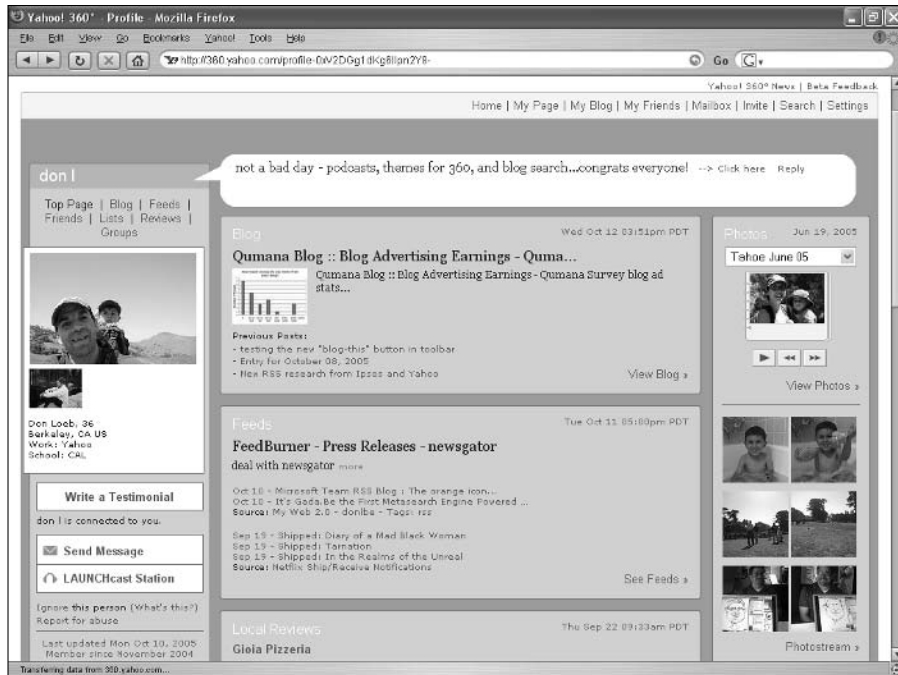 Yahoo! 360° - Profile - Mozilla Firefox
File Edit View Go Bookmarks Yahoo! Tools Help
http://360.yahoo.com/profile- Go
Yahoo! 360° News | Beta Feedback
Home | My Page | My Blog | My Friends | Mailbox | Invite | Search | Settings
don l
not a bad day - podcasts, themes for 360, and blog search...congrats everyone! --> Click here Reply
Top Page | Blog | Feeds |
Friends | Lists | Reviews |
Groups
Don Loeb, 36
Berkeley, CA US
Work: Yahoo
School: CAL
Write a Testimonial
don l is connected to you.
Send Message
LAUNCHcast Station
Ignore this person (What's this?)
Report for abuse
Last updated Mon Oct 10, 2005
Member since November 2004
Blog Wed Oct 12 03:51pm PDT
Qumana Blog :: Blog Advertising Earnings - Quma...
Qumana Blog :: Blog Advertising Earnings - Qumana Survey blog ad
stats...
Previous Posts:
- testing the new "blog-this" button in toolbar
- Entry for October 08, 2005
- New RSS research from Ipsos and Yahoo
View Blog »
Feeds Tue Oct 11 05:00pm PDT
FeedBurner - Press Releases - newsgator
deal with newsgator more
Oct 10 - Microsoft Team RSS Blog : The orange icon...
Oct 10 - It's Gada.Be the First Metasearch Engine Powered ...
Source: My Web 2.0 - donlba - Tags: rss
Sep 19 - Shipped: Diary of a Mad Black Woman
Sep 19 - Shipped: Tarnation
Sep 19 - Shipped: In the Realms of the Unreal
Source: Netflix Ship/Receive Notifications
See Feeds »
Local Reviews Thu Sep 22 09:33am PDT
Gioia Pizzeria
Photos Jun 19, 2005
Tahoe June 05
View Photos »
Photostream »
Transferring data from 360.yahoo.com...